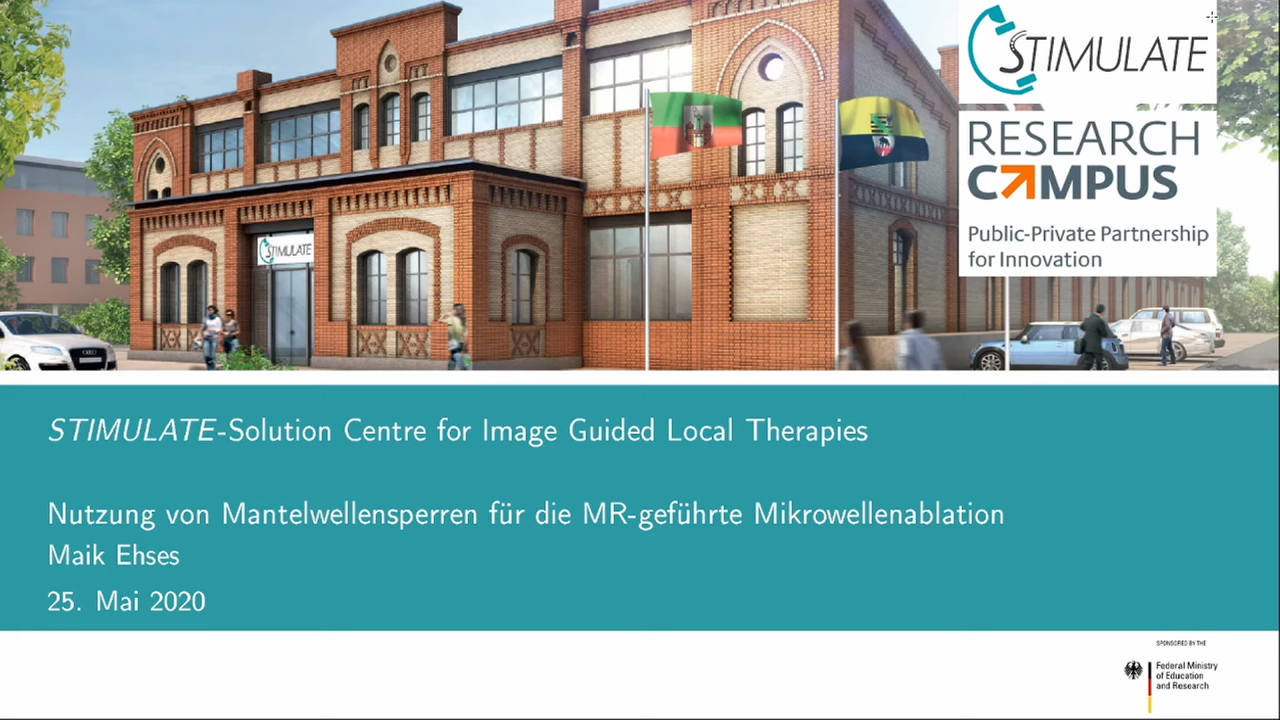 STIMULATE
RESEARCH
CAMPUS
Public-Private Partnership
for Innovation
STIMULATE
STIMULATE-Solution Centre for Image Guided Local Therapies
Nutzung von Mantelwellensperren für die MR-geführte Mikrowellenablation
Maik Ehses
25. Mai 2020
SPONSORED BY THE
Federal Ministry
of Education
and Research